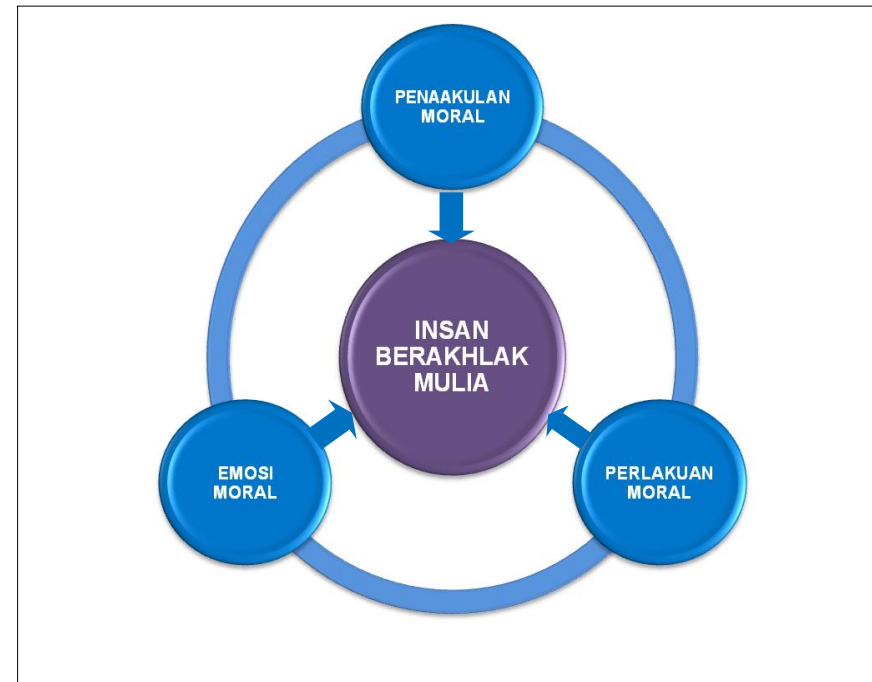 PENAAKULAN
MORAL
INSAN
BERAKHLAK
MULIA
EMOSI
MORAL
PERLAKUAN
MORAL